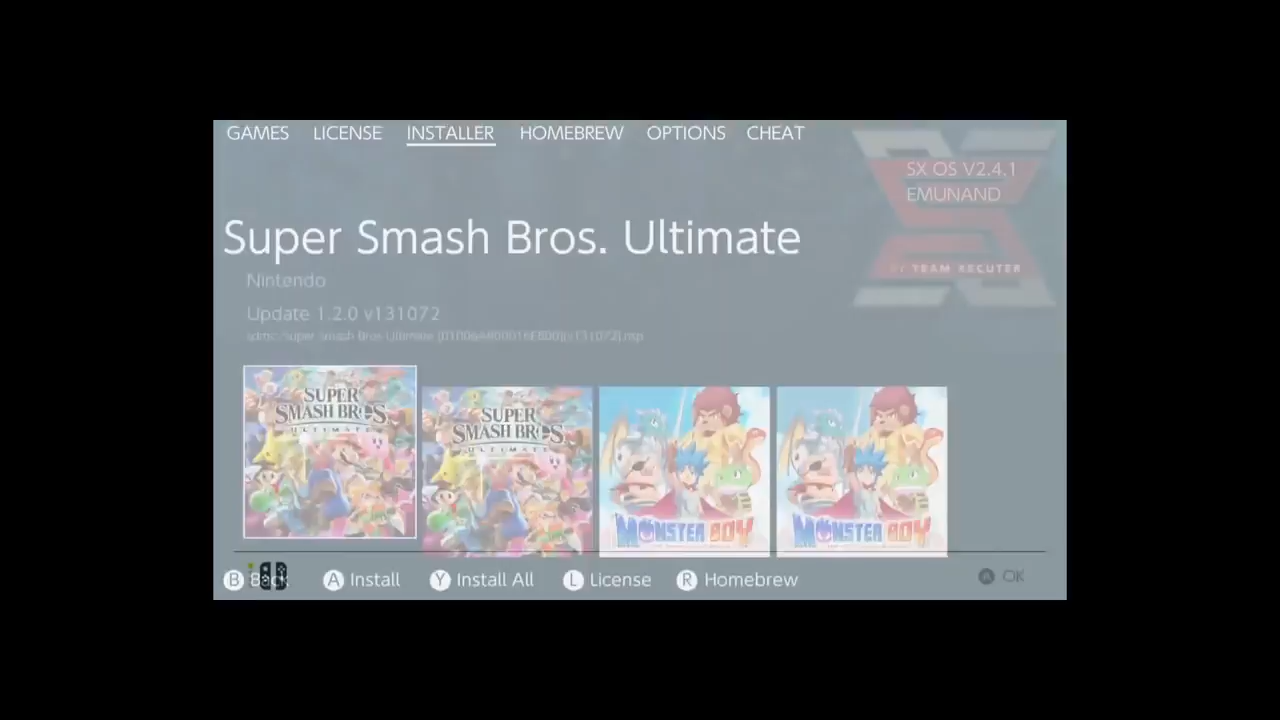 GAMES LICENSE INSTALLER HOMEBREW OPTIONS CHEAT
SX OS V2.4.1
EMUNAND
Super Smash Bros. Ultimate
BY TEAM XECUTER
Nintendo
Update 1.2.0 v131072
SUPER
SMASH BROS.
ULTIMATE
SUPER
SMASH BROS.
ULTIMATE
MONSTER BOY
MONSTER BOY
B Back A Install Y Install All L License R Homebrew A OK